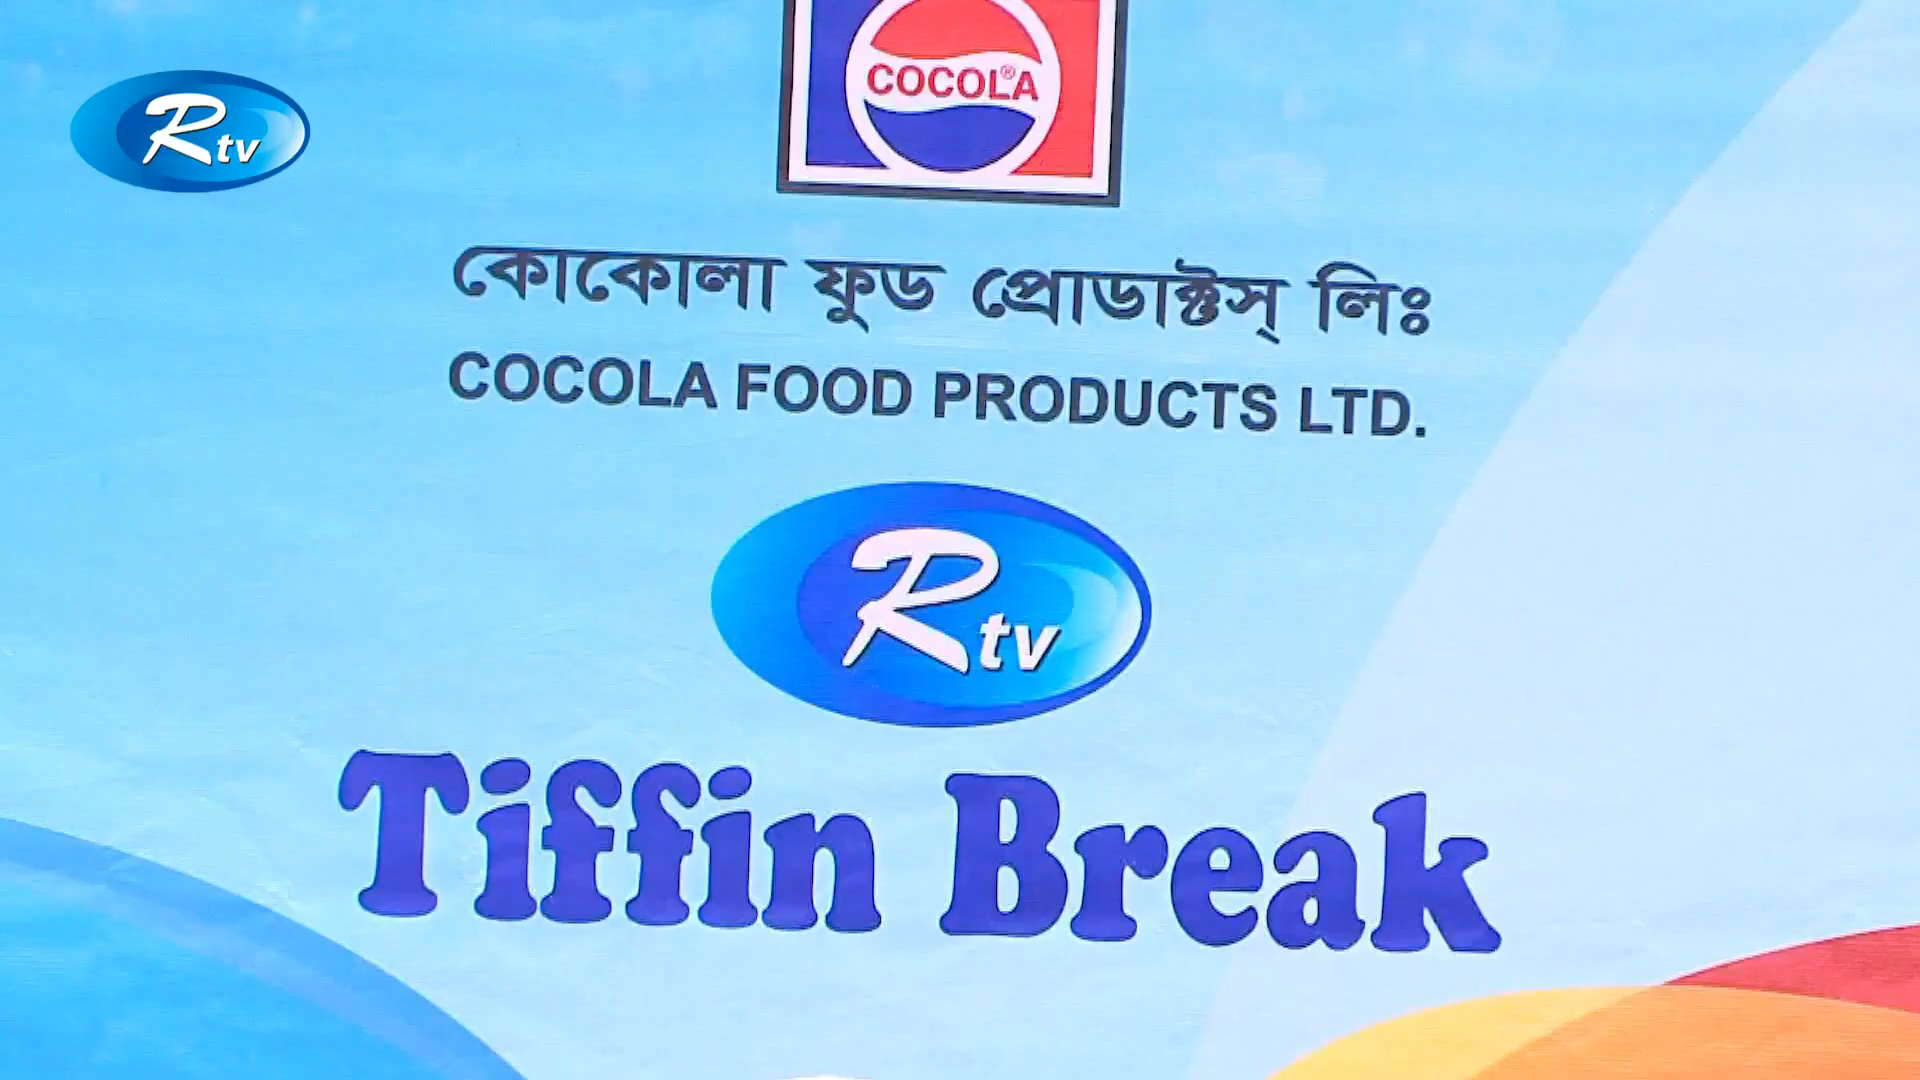 Rtv
COCOLA®
কোকোলা ফুড প্রোডাক্টস্ লিঃ
COCOLA FOOD PRODUCTS LTD.
Rtv
Tiffin Break